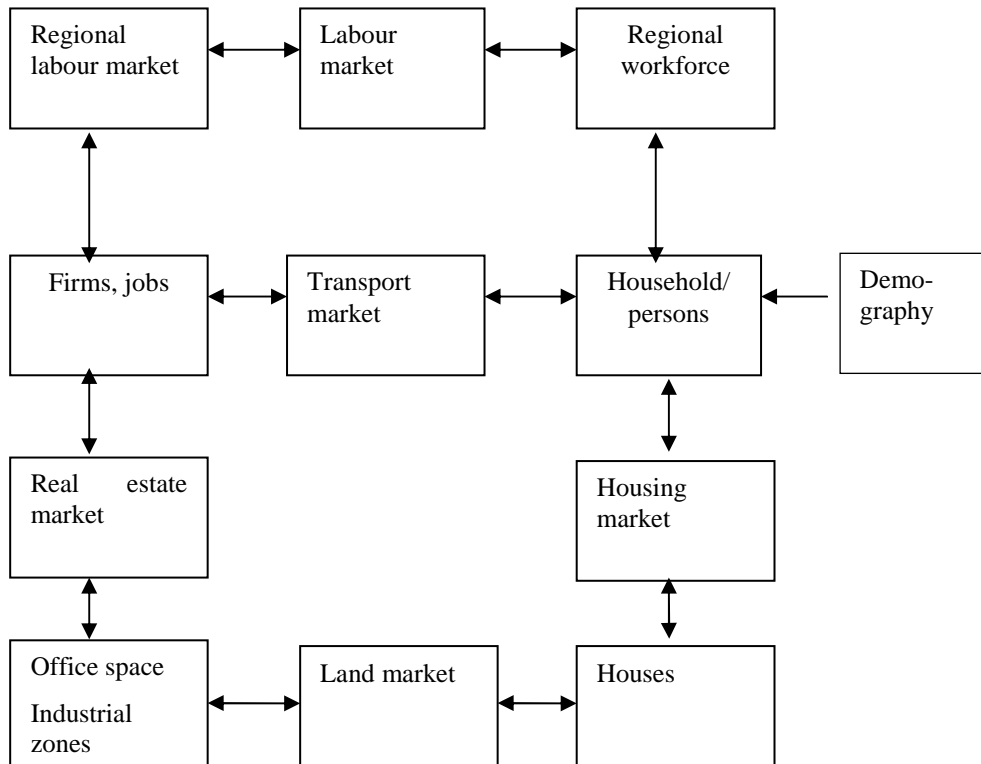 Regional
labour market
Labour
market
Regional
workforce
Firms, jobs
Transport
market
Household/
persons
Demo-
graphy
Real estate
market
Housing
market
Office space
Industrial
zones
Land market
Houses